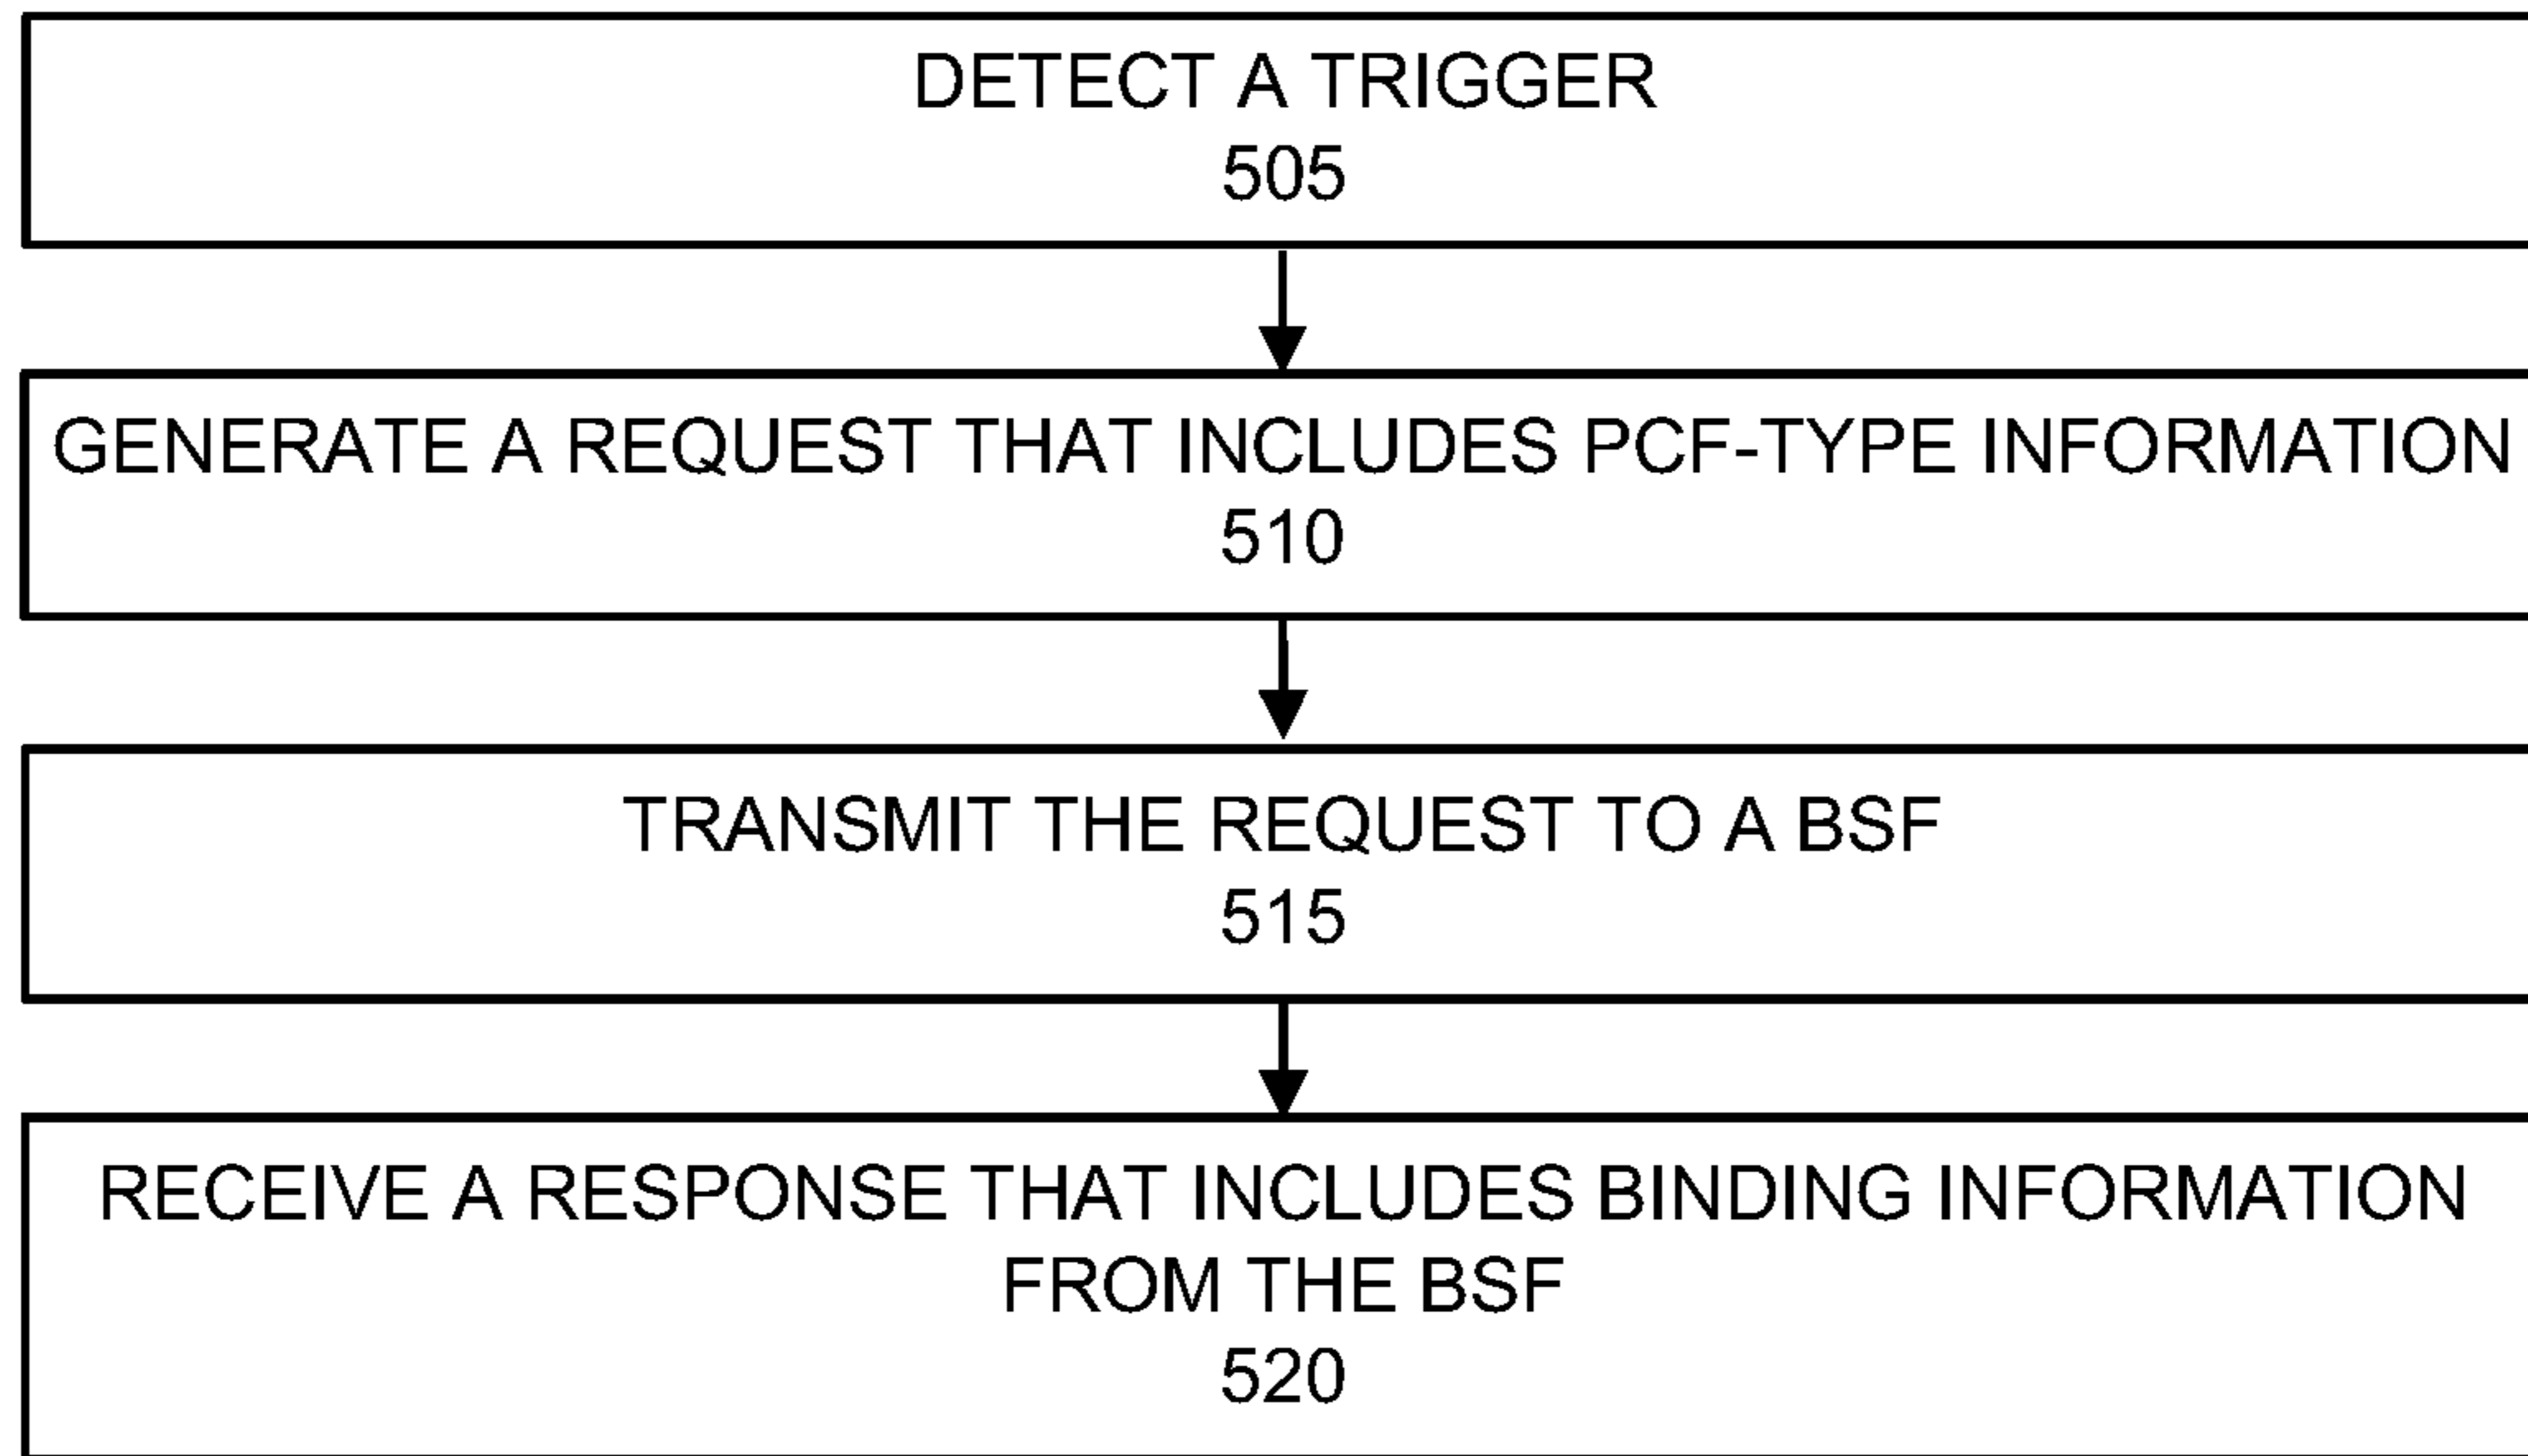 DETECT A TRIGGER
505
GENERATE A REQUEST THAT INCLUDES PCF-TYPE INFORMATION
510
TRANSMIT THE REQUEST TO A BSF
515
RECEIVE A RESPONSE THAT INCLUDES BINDING INFORMATION
FROM THE BSF
520